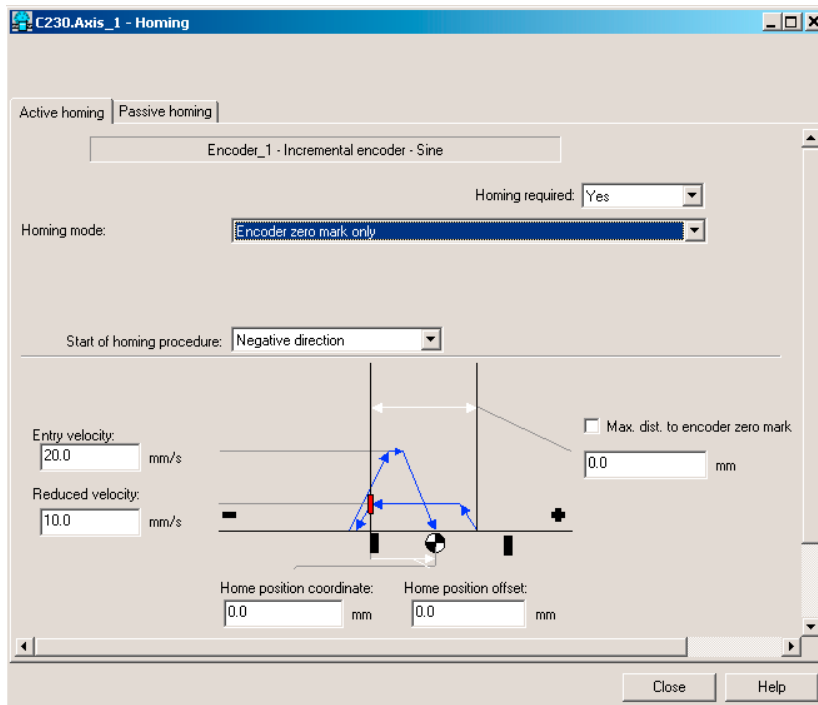 C230.Axis_1 - Homing
Active homing
Passive homing
Encoder_1 - Incremental encoder - Sine
Homing required: Yes
Homing mode: Encoder zero mark only
Start of homing procedure: Negative direction
Entry velocity:
20.0 mm/s
Max. dist. to encoder zero mark
0.0 mm
Reduced velocity:
10.0 mm/s
Home position coordinate:
0.0 mm
Home position offset:
0.0 mm
Close
Help